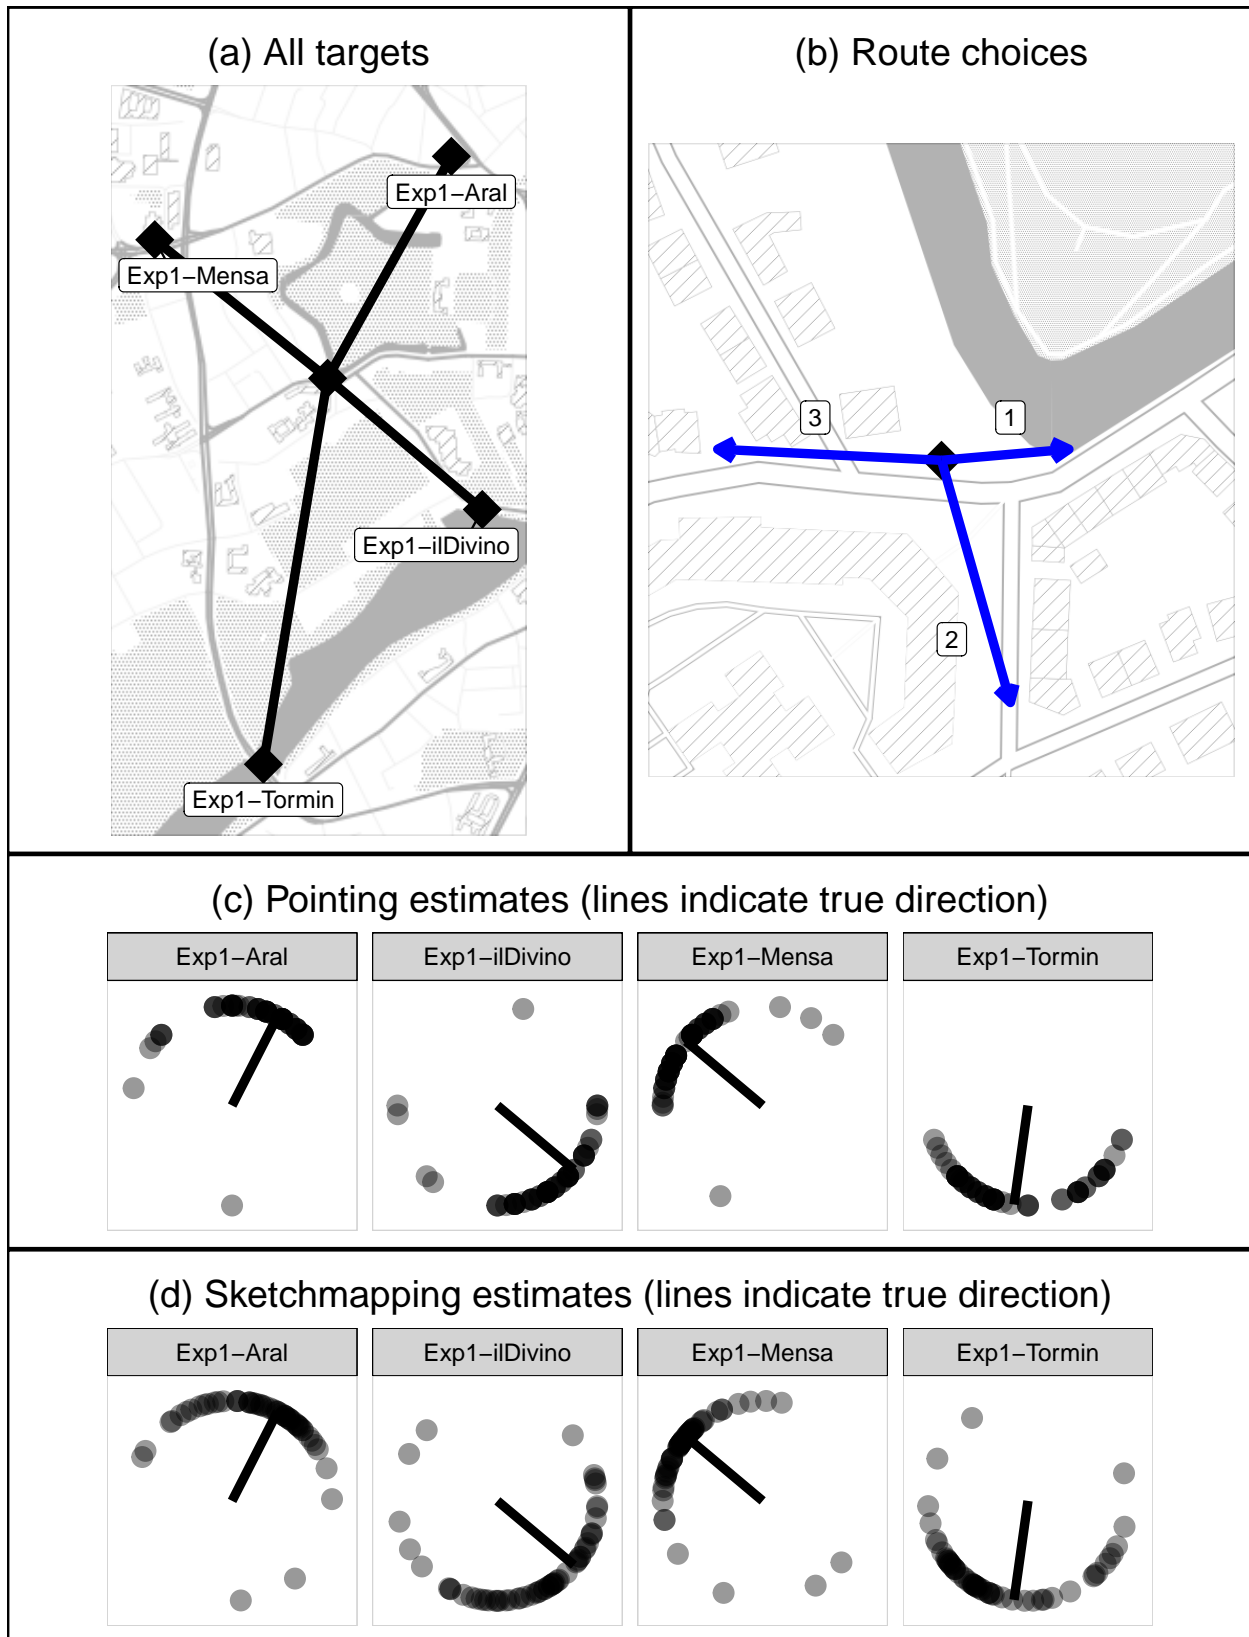 (a) All targets
Exp1−Aral
Exp1−Mensa
Exp1−ilDivino
Exp1−Tormin
(b) Route choices
3
1
2
(c) Pointing estimates (lines indicate true direction)
Exp1−Aral
Exp1−ilDivino
Exp1−Mensa
Exp1−Tormin
(d) Sketchmapping estimates (lines indicate true direction)
Exp1−Aral
Exp1−ilDivino
Exp1−Mensa
Exp1−Tormin